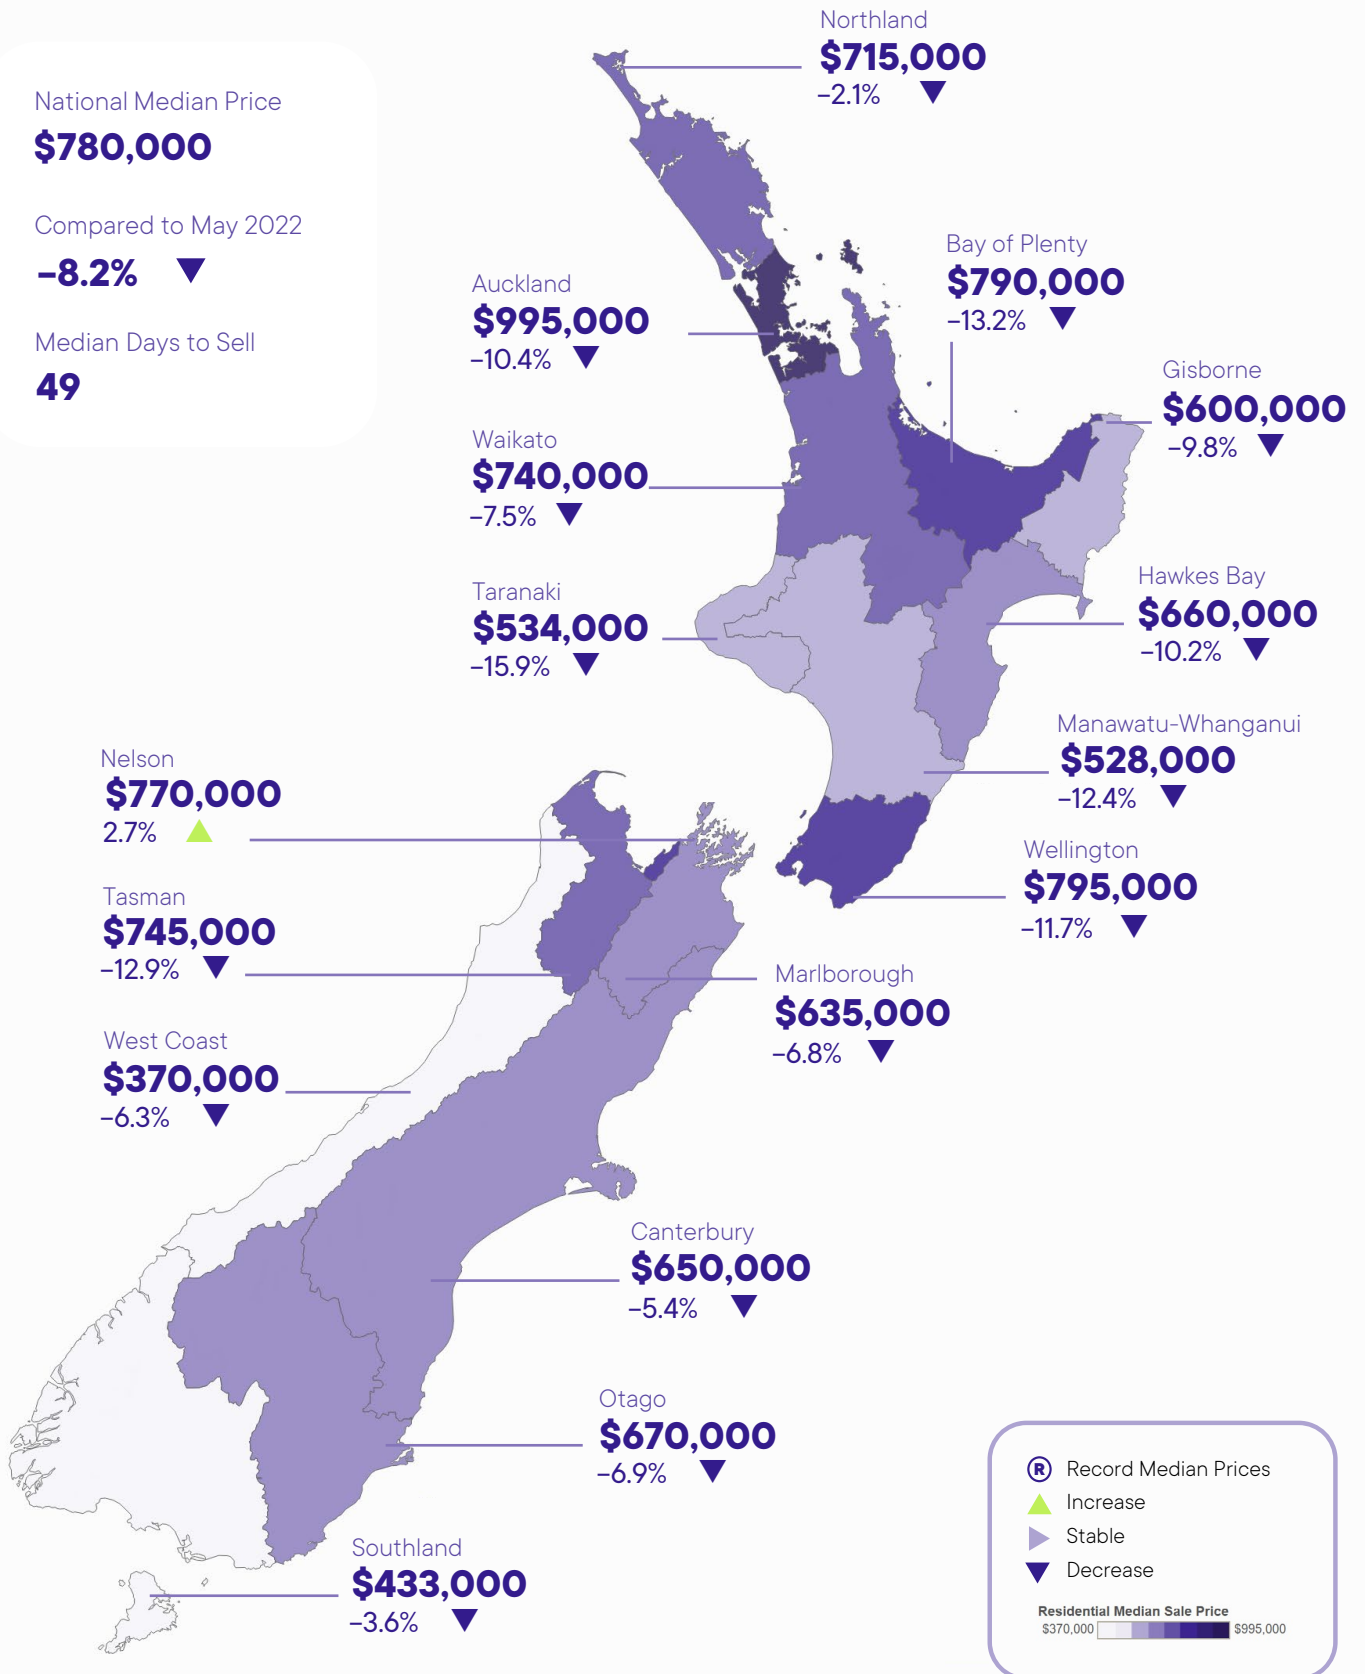 National Median Price
$780,000
Compared to May 2022
-8.2%
Median Days to Sell
49
Northland
$715,000
-2.1%
Auckland
$995,000
-10.4%
Bay of Plenty
$790,000
-13.2%
Gisborne
$600,000
-9.8%
Waikato
$740,000
-7.5%
Taranaki
$534,000
-15.9%
Hawkes Bay
$660,000
-10.2%
Manawatu-Whanganui
$528,000
-12.4%
Wellington
$795,000
-11.7%
Nelson
$770,000
2.7%
Tasman
$745,000
-12.9%
Marlborough
$635,000
-6.8%
West Coast
$370,000
-6.3%
Canterbury
$650,000
-5.4%
Otago
$670,000
-6.9%
Southland
$433,000
-3.6%
R Record Median Prices
Increase
Stable
Decrease
Residential Median Sale Price
$370,000 $995,000